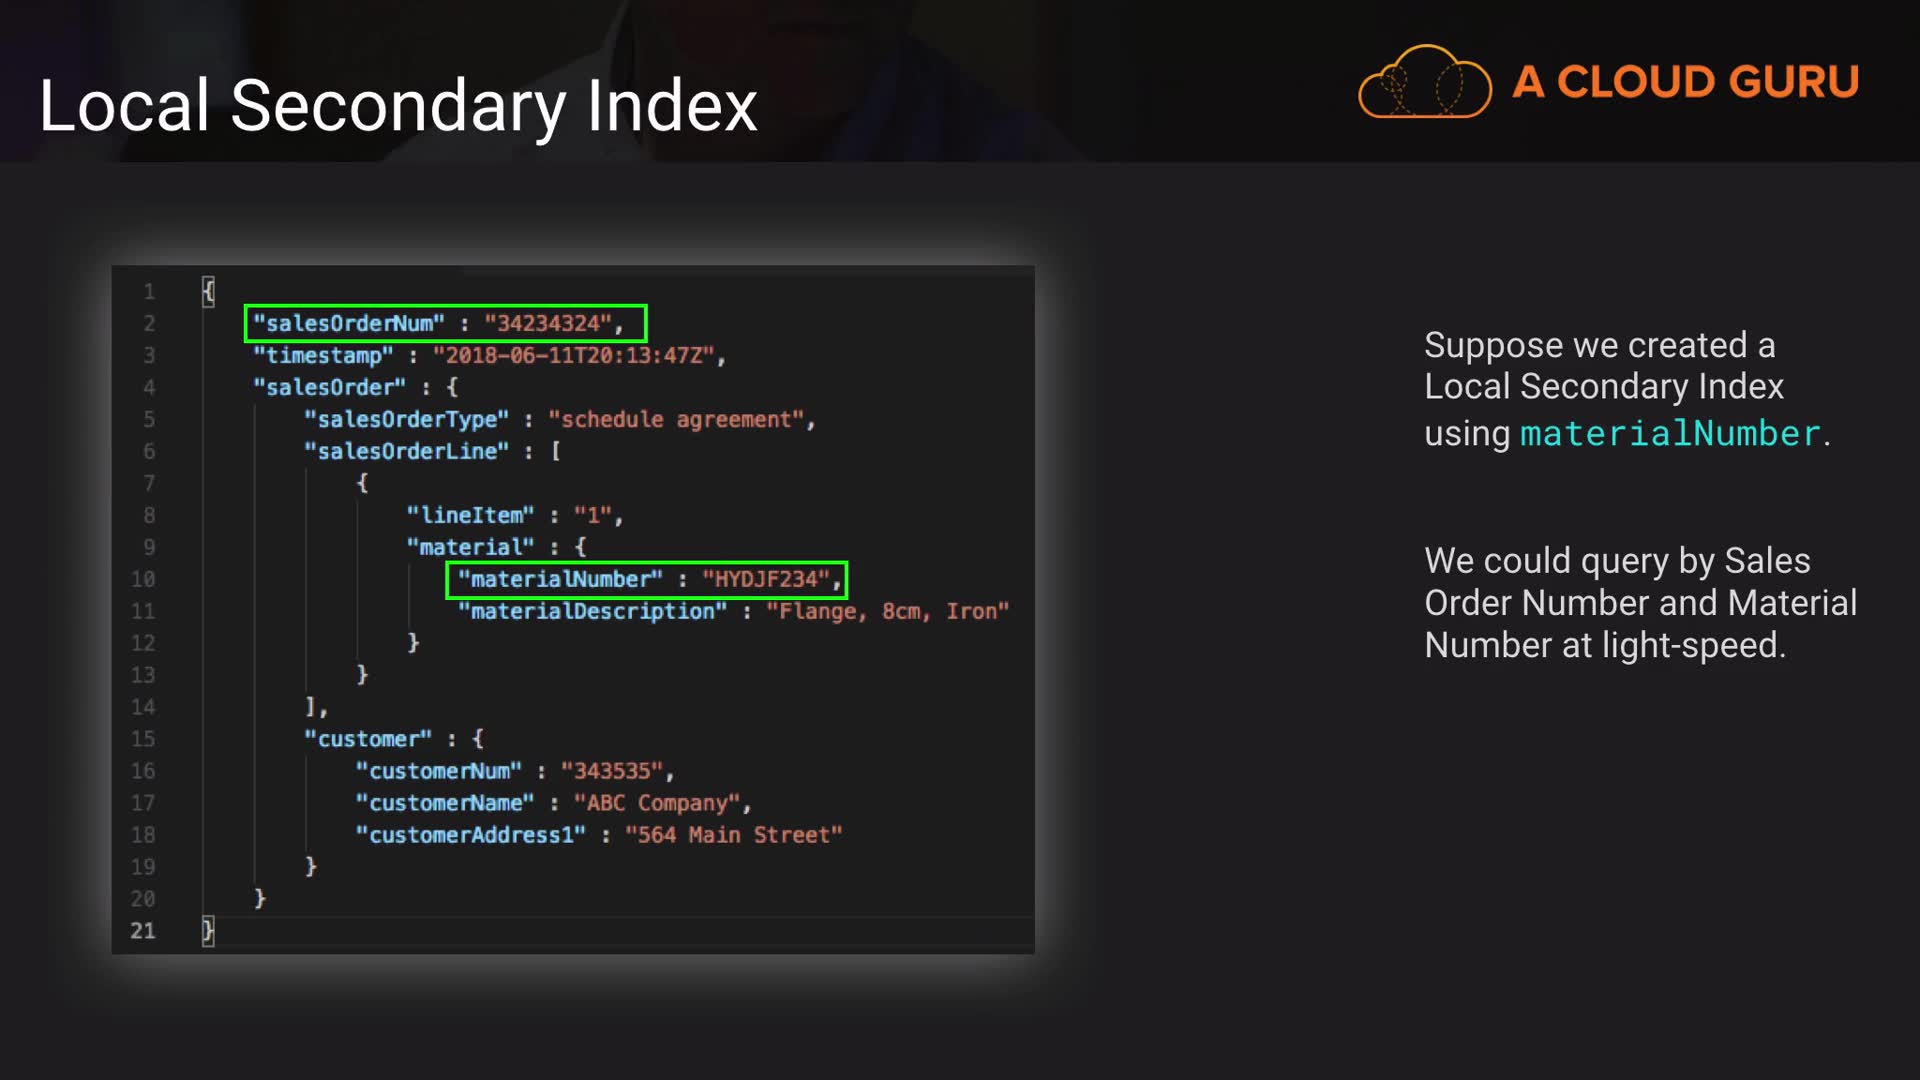 Local Secondary Index
A CLOUD GURU
1 {
2 "salesOrderNum" : "34234324",
3 "timestamp" : "2018-06-11T20:13:47Z",
4 "salesOrder" : {
5 "salesOrderType" : "schedule agreement",
6 "salesOrderLine" : [
7 {
8 "lineItem" : "1",
9 "material" : {
10 "materialNumber" : "HYDJF234",
11 "materialDescription" : "Flange, 8cm, Iron"
12 }
13 }
14 ],
15 "customer" : {
16 "customerNum" : "343535",
17 "customerName" : "ABC Company",
18 "customerAddress1" : "564 Main Street"
19 }
20 }
21 }
Suppose we created a
Local Secondary Index
using materialNumber.
We could query by Sales
Order Number and Material
Number at light-speed.